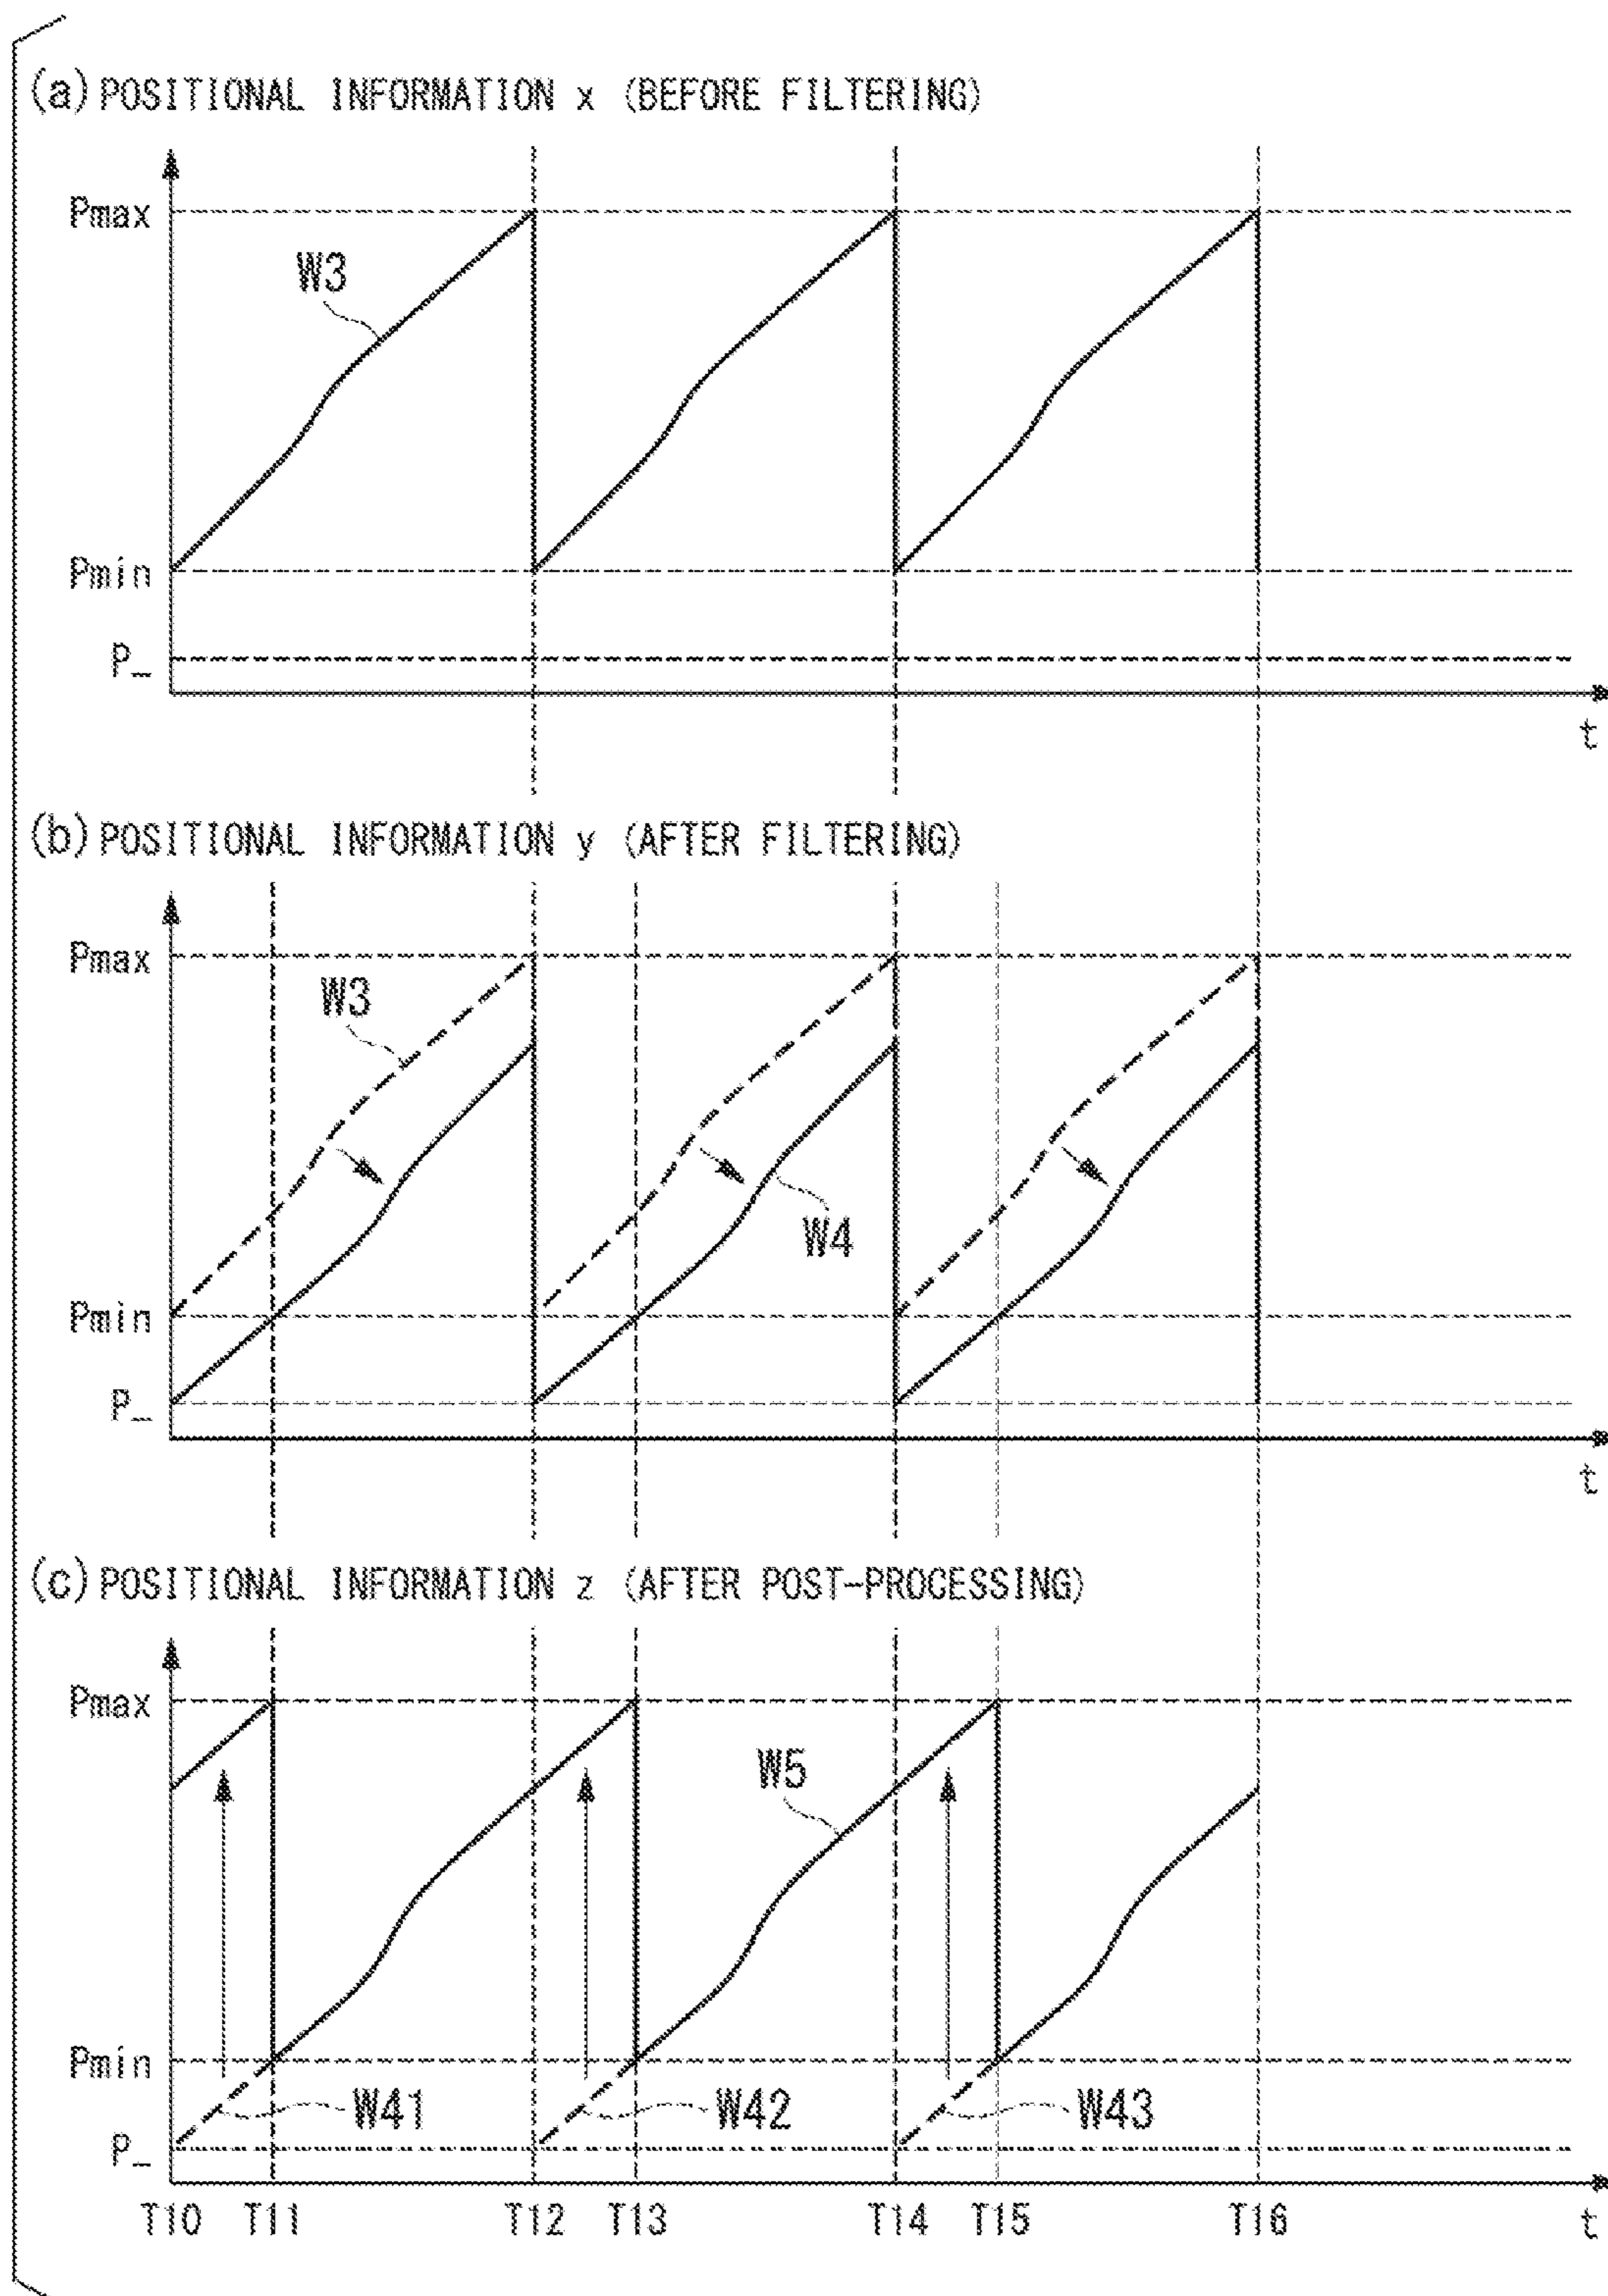 (a) POSITIONAL INFORMATION x (BEFORE FILTERING)
Pmax
W3
Pmin
P_
t
(b) POSITIONAL INFORMATION y (AFTER FILTERING)
Pmax
W3
W4
Pmin
P_
t
(c) POSITIONAL INFORMATION z (AFTER POST-PROCESSING)
Pmax
W5
Pmin
W41 W42 W43
P_
T10 T11 T12 T13 T14 T15 T16 t